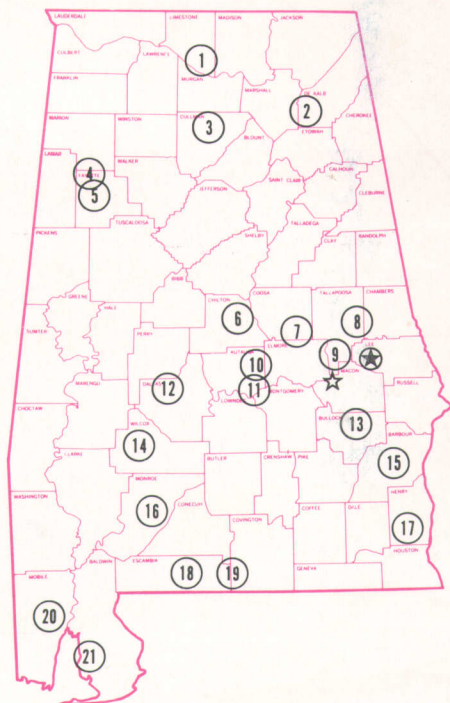 LAUDERDALE LIMESTONE MADISON JACKSON
COLBERT LAWRENCE 1
FRANKLIN MORGAN MARSHALL DE KALB
2
MARION WINSTON CULLMAN 3 CHEROKEE
BLOUNT ETOWAH
LAMAR WALKER
4 FAYETTE SAINT CLAIR CALHOUN
5 JEFFERSON CLEBURNE
TUSCALOOSA TALLADEGA
PICKENS SHELBY CLAY RANDOLPH
BIBB
GREENE HALE CHILTON COOSA TALLAPOOSA CHAMBERS
6 7 8
SUMTER PERRY ELMORE LEE
AUTAUGA 10 9 MACON
MARENGO DALLAS 12 11 MONTGOMERY RUSSELL
LOWNDES
CHOCTAW WILCOX BULLOCK 13
14 BARBOUR
CLARKE BUTLER CRENSHAW PIKE 15
MONROE HENRY
WASHINGTON 16 CONECUH COFFEE DALE 17
COVINGTON HOUSTON
BALDWIN ESCAMBIA GENEVA
MOBILE 18 19
20
21